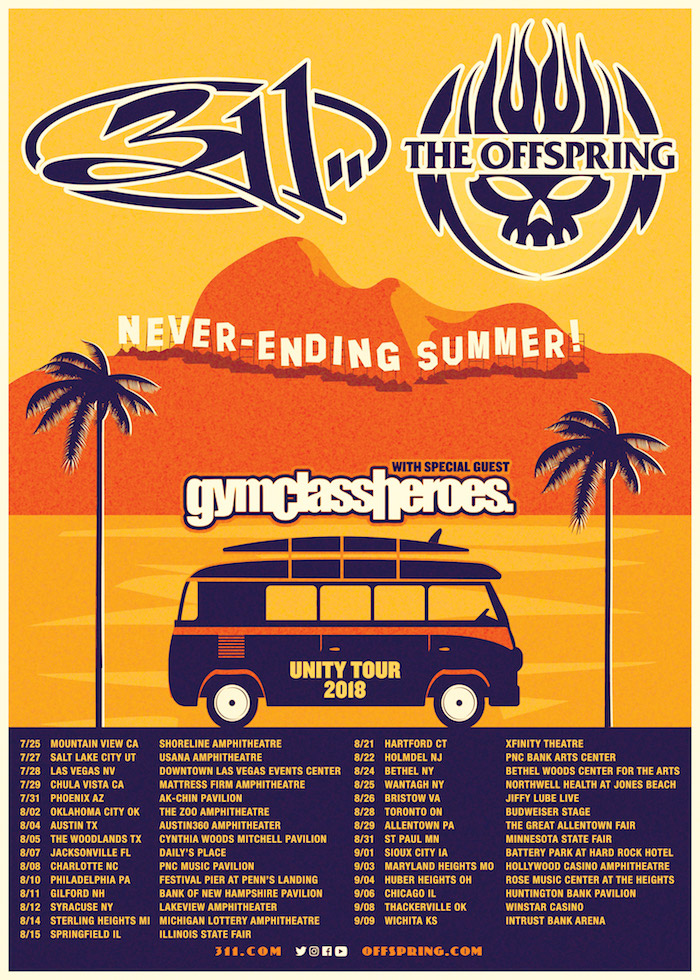 311
THE OFFSPRING
NEVER-ENDING SUMMER!
WITH SPECIAL GUEST
gymclassheroes.
UNITY TOUR
2018
7/25 MOUNTAIN VIEW CA SHORELINE AMPHITHEATRE
7/27 SALT LAKE CITY UT USANA AMPHITHEATRE
7/28 LAS VEGAS NV DOWNTOWN LAS VEGAS EVENTS CENTER
7/29 CHULA VISTA CA MATTRESS FIRM AMPHITHEATRE
7/31 PHOENIX AZ AK-CHIN PAVILION
8/02 OKLAHOMA CITY OK THE ZOO AMPHITHEATRE
8/04 AUSTIN TX AUSTIN360 AMPHITHEATER
8/05 THE WOODLANDS TX CYNTHIA WOODS MITCHELL PAVILION
8/07 JACKSONVILLE FL DAILY'S PLACE
8/08 CHARLOTTE NC PNC MUSIC PAVILION
8/10 PHILADELPHIA PA FESTIVAL PIER AT PENN'S LANDING
8/11 GILFORD NH BANK OF NEW HAMPSHIRE PAVILION
8/12 SYRACUSE NY LAKEVIEW AMPHITHEATER
8/14 STERLING HEIGHTS MI MICHIGAN LOTTERY AMPHITHEATRE
8/15 SPRINGFIELD IL ILLINOIS STATE FAIR
8/21 HARTFORD CT XFINITY THEATRE
8/22 HOLMDEL NJ PNC BANK ARTS CENTER
8/24 BETHEL NY BETHEL WOODS CENTER FOR THE ARTS
8/25 WANTAGH NY NORTHWELL HEALTH AT JONES BEACH
8/26 BRISTOW VA JIFFY LUBE LIVE
8/28 TORONTO ON BUDWEISER STAGE
8/29 ALLENTOWN PA THE GREAT ALLENTOWN FAIR
8/31 ST PAUL MN MINNESOTA STATE FAIR
9/01 SIOUX CITY IA BATTERY PARK AT HARD ROCK HOTEL
9/03 MARYLAND HEIGHTS MO HOLLYWOOD CASINO AMPHITHEATRE
9/04 HUBER HEIGHTS OH ROSE MUSIC CENTER AT THE HEIGHTS
9/06 CHICAGO IL HUNTINGTON BANK PAVILION
9/08 THACKERVILLE OK WINSTAR CASINO
9/09 WICHITA KS INTRUST BANK ARENA
311.COM OFFSPRING.COM